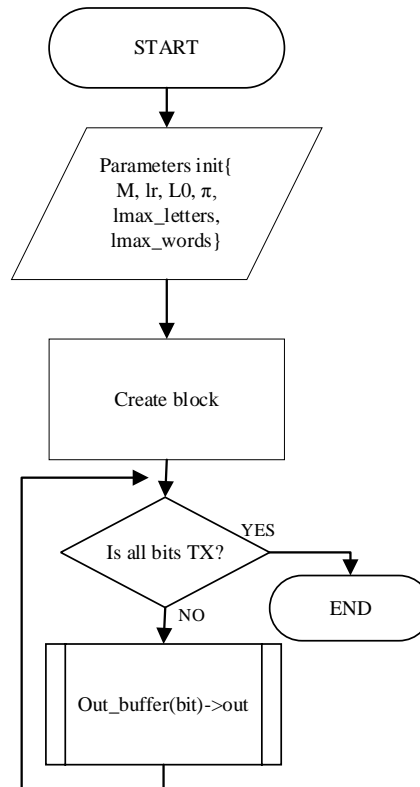 START
Parameters init{
M, lr, L0, π,
lmax_letters,
lmax_words}
Create block
Is all bits TX?
YES
END
NO
Out_buffer(bit)->out